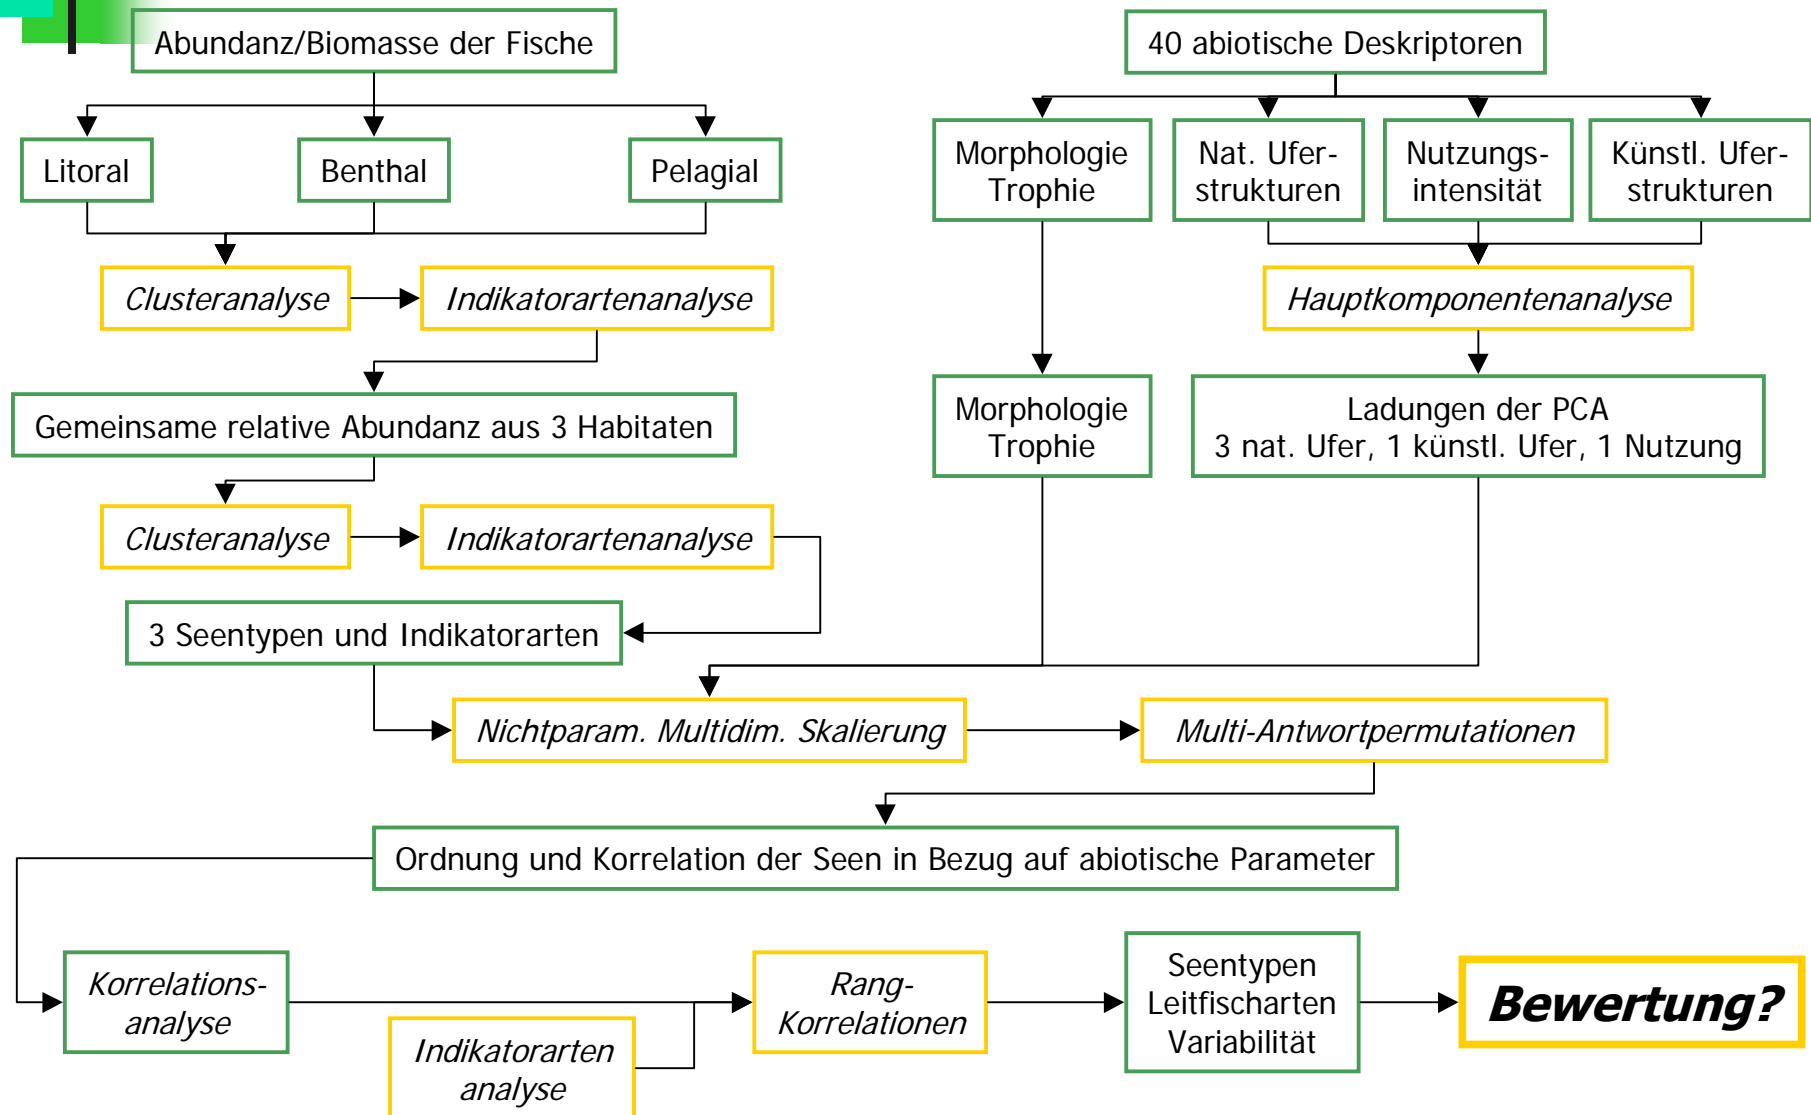 Abundanz/Biomasse der Fische
40 abiotische Deskriptoren
Litoral
Benthal
Pelagial
Morphologie
Trophie
Nat. Ufer-
strukturen
Nutzungs-
intensität
Künstl. Ufer-
strukturen
Clusteranalyse
Indikatorartenanalyse
Hauptkomponentenanalyse
Gemeinsame relative Abundanz aus 3 Habitaten
Morphologie
Trophie
Ladungen der PCA
3 nat. Ufer, 1 künstl. Ufer, 1 Nutzung
Clusteranalyse
Indikatorartenanalyse
3 Seentypen und Indikatorarten
Nichtparam. Multidim. Skalierung
Multi-Antwortpermutationen
Ordnung und Korrelation der Seen in Bezug auf abiotische Parameter
Korrelations-
analyse
Indikatorarten
analyse
Rang-
Korrelationen
Seentypen
Leitfischarten
Variabilität
Bewertung?